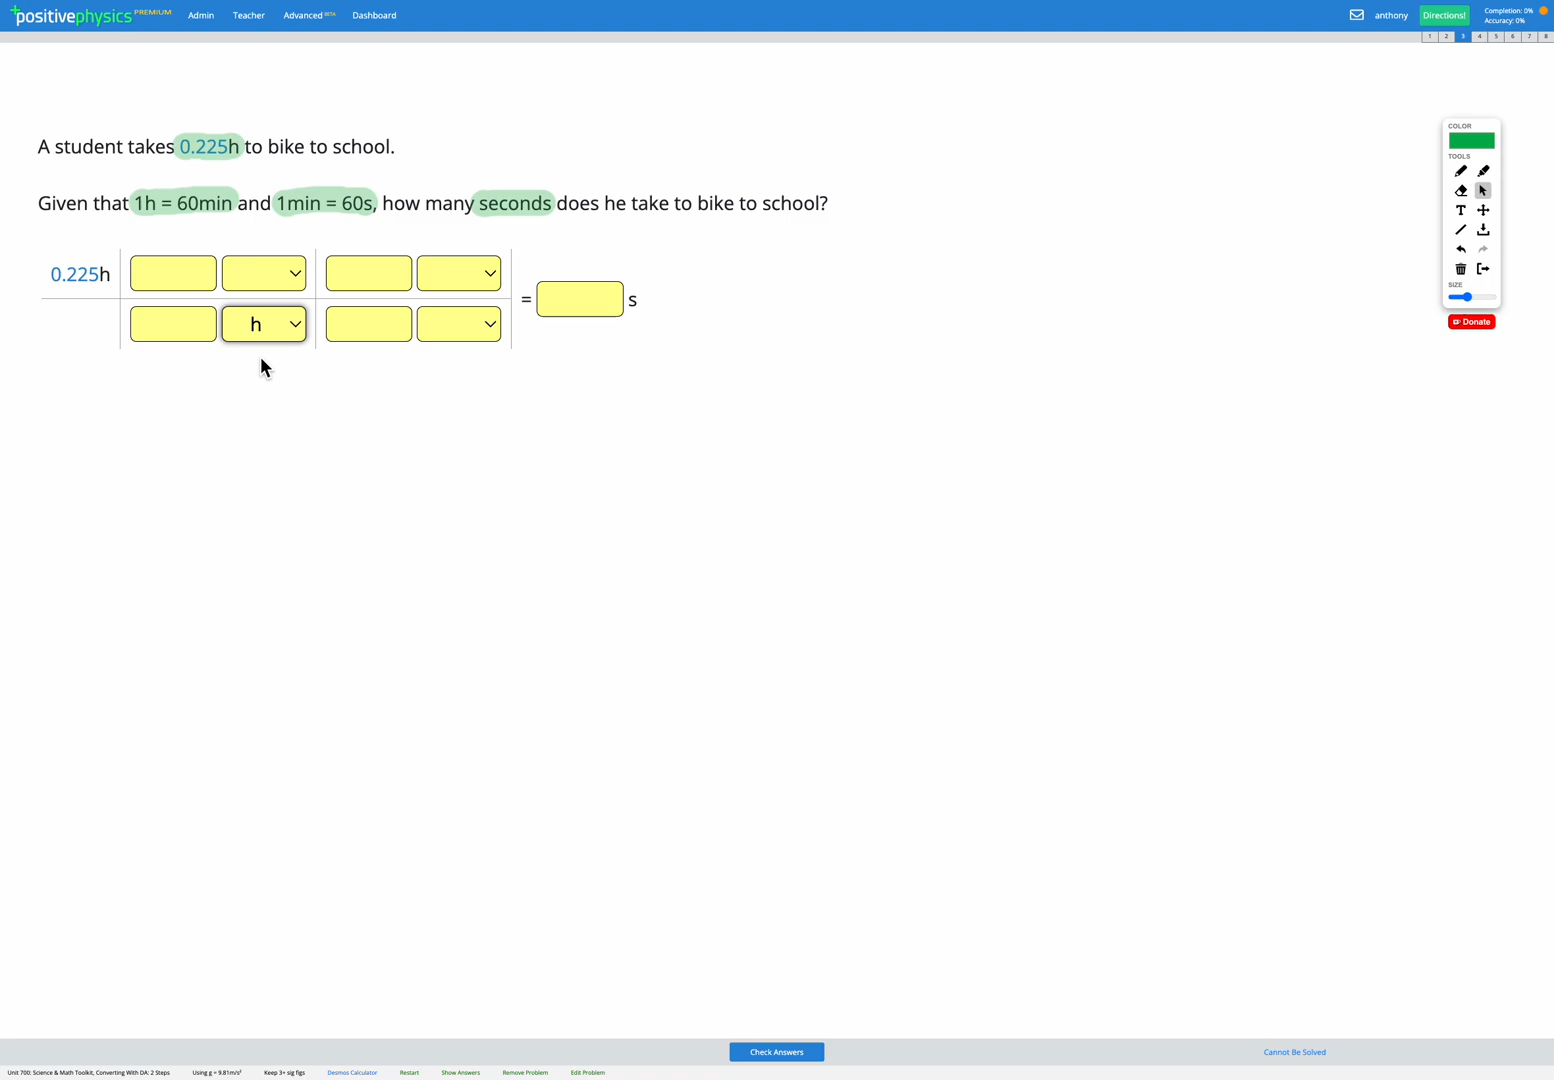 +positivephysics PREMIUM Admin Teacher Advanced BETA Dashboard anthony Directions! Completion: 0%
Accuracy: 0%
1 2 3 4 5 6 7 8
A student takes 0.225h to bike to school.
Given that 1h = 60min and 1min = 60s, how many seconds does he take to bike to school?
0.225h
h
= s
COLOR
TOOLS
T
SIZE
Donate
Check Answers
Cannot Be Solved
Unit 700: Science & Math Toolkit, Converting With DA: 2 Steps Using g = 9.81m/s² Keep 3+ sig figs Desmos Calculator Restart Show Answers Remove Problem Edit Problem